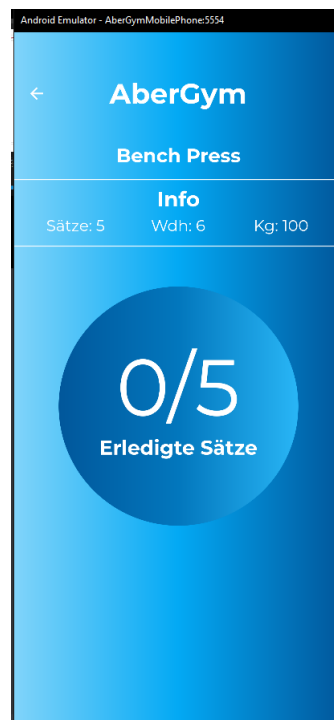 Android Emulator - AberGymMobilePhone:5554
AberGym
Bench Press
Info
Sätze: 5 Wdh: 6 Kg: 100
0/5
Erledigte Sätze